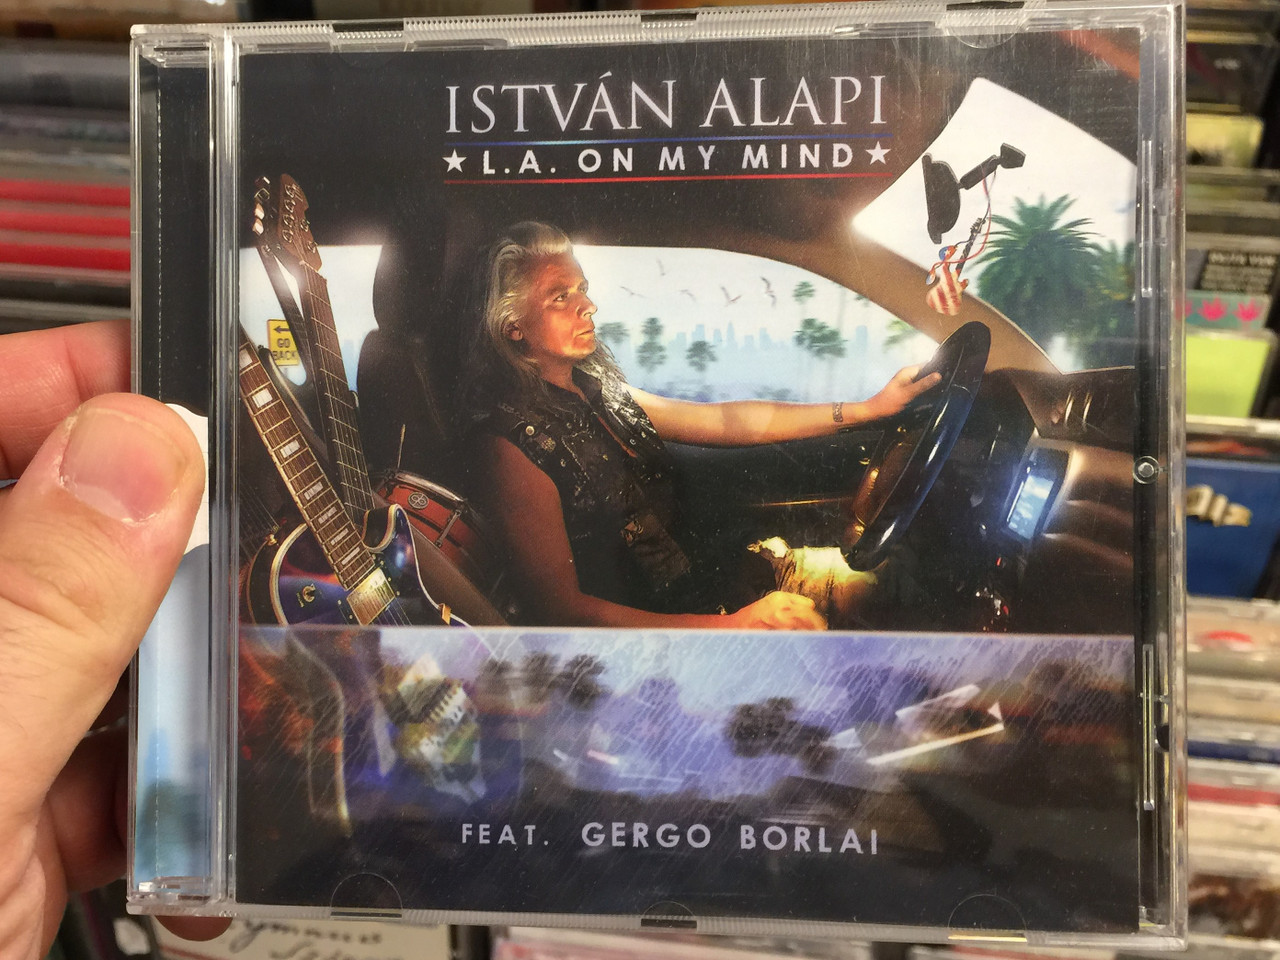 ISTVÁN ALAPI
★ L.A. ON MY MIND ★
GO
BACK
FEAT. GERGO BORLAI